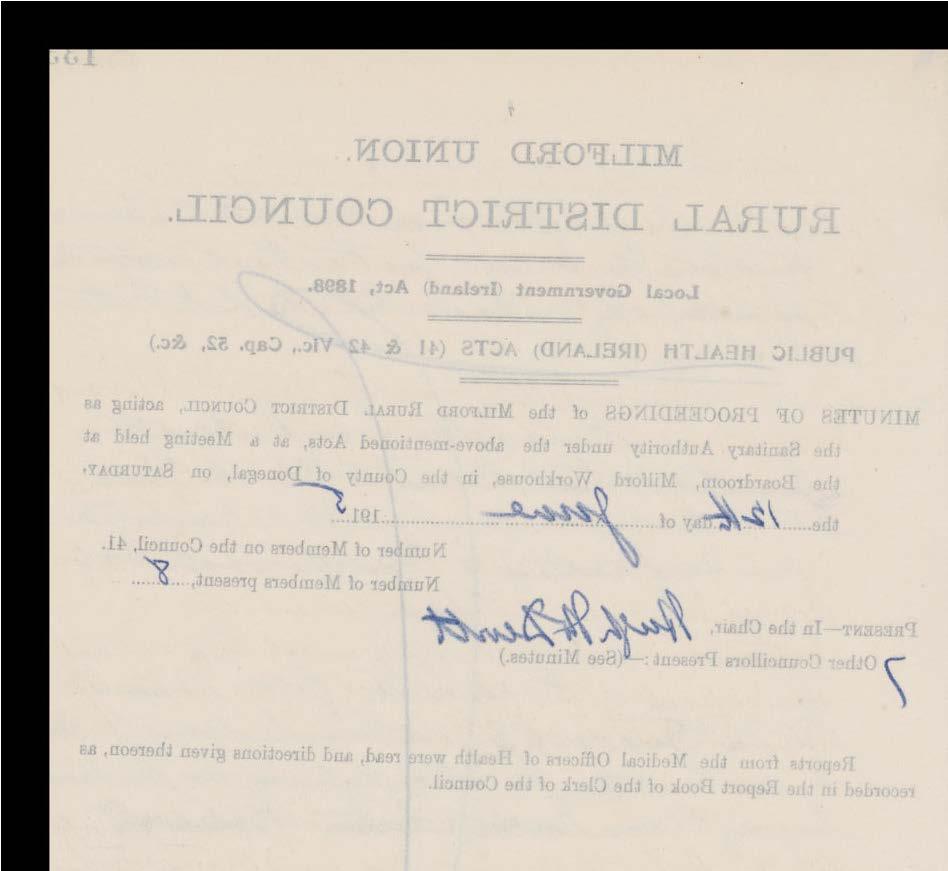 MILFORD UNION.
RURAL DISTRICT COUNCIL.
Local Government (Ireland) Act, 1898.
PUBLIC HEALTH (IRELAND) ACTS (41 & 42 Vic., Cap. 52, &c.)
MINUTES OF PROCEEDINGS of the MILFORD RURAL DISTRICT COUNCIL, acting as
the Sanitary Authority under the above-mentioned Acts, at a Meeting held at
the Boardroom, Milford Workhouse, in the County of Donegal, on SATURDAY,
the 12th day of June 1915
Number of Members on the Council, 41.
Number of Members present, 8
PRESENT—In the Chair, Hugh McDevitt
7 Other Councillors Present:—(See Minutes.)
Reports from the Medical Officers of Health were read, and directions given thereon, as
recorded in the Report Book of the Clerk of the Council.